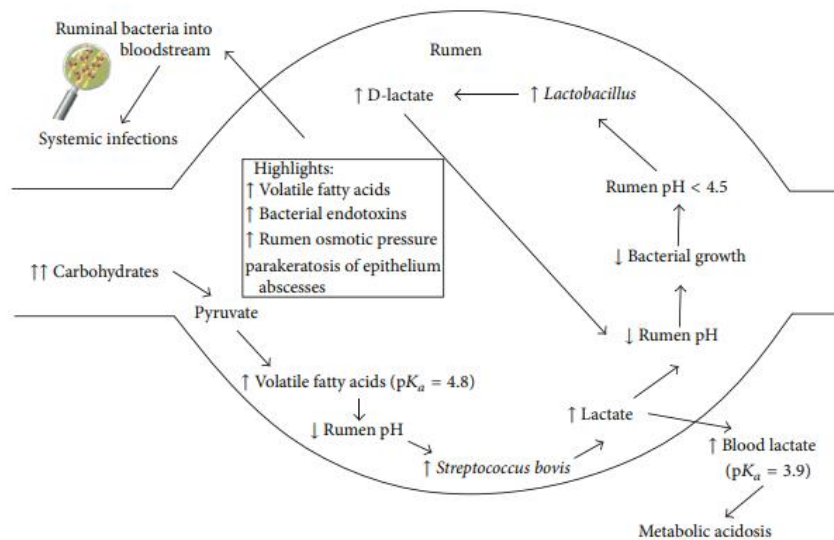 Ruminal bacteria into
bloodstream
Systemic infections
Rumen
↑ D-lactate
↑ Lactobacillus
Highlights:
↑ Volatile fatty acids
↑ Bacterial endotoxins
↑ Rumen osmotic pressure
parakeratosis of epithelium
abscesses
Rumen pH < 4.5
↓ Bacterial growth
↑↑ Carbohydrates
Pyruvate
↓ Rumen pH
↑ Volatile fatty acids (pKₐ = 4.8)
↓ Rumen pH
↑ Streptococcus bovis
↑ Lactate
↑ Blood lactate
(pKₐ = 3.9)
Metabolic acidosis